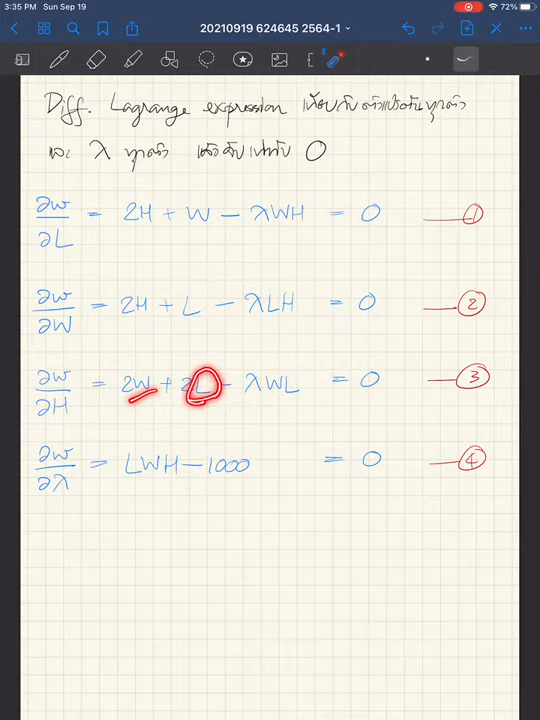 3:35 PM Sun Sep 19
72%
20210919 624645 2564-1
Diff. Lagrange expression เทียบกับตัวแปรต้นทุกตัว
และ λ ทุกตัว แล้วจับเท่ากับ 0
∂w/∂L = 2H + W − λWH = 0 ①
∂w/∂W = 2H + L − λLH = 0 ②
∂w/∂H = 2W + 2L − λWL = 0 ③
∂w/∂λ = LWH − 1000 = 0 ④